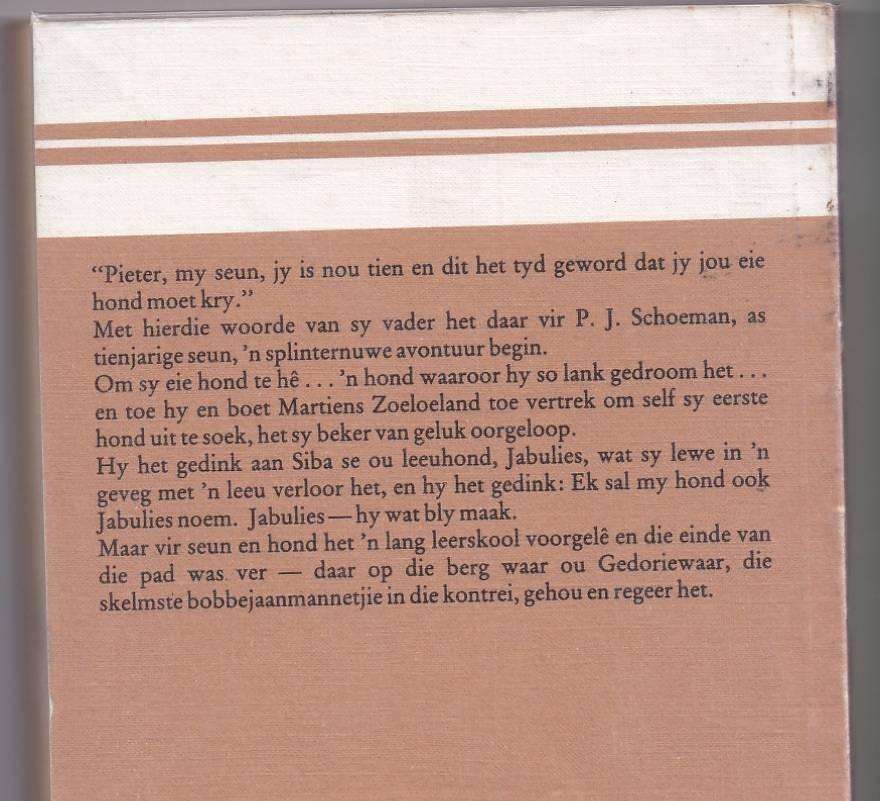 “Pieter, my seun, jy is nou tien en dit het tyd geword dat jy jou eie
hond moet kry.”
Met hierdie woorde van sy vader het daar vir P. J. Schoeman, as
tienjarige seun, ’n splinternuwe avontuur begin.
Om sy eie hond te hê . . . ’n hond waaroor hy so lank gedroom het . . .
en toe hy en boet Martiens Zoeloeland toe vertrek om self sy eerste
hond uit te soek, het sy beker van geluk oorgeloop.
Hy het gedink aan Siba se ou leeuhond, Jabulies, wat sy lewe in ’n
geveg met ’n leeu verloor het, en hy het gedink: Ek sal my hond ook
Jabulies noem. Jabulies — hy wat bly maak.
Maar vir seun en hond het ’n lang leerskool voorgelê en die einde van
die pad was ver — daar op die berg waar ou Gedoriewaar, die
skelmste bobbejaanmannetjie in die kontrei, gehou en regeer het.